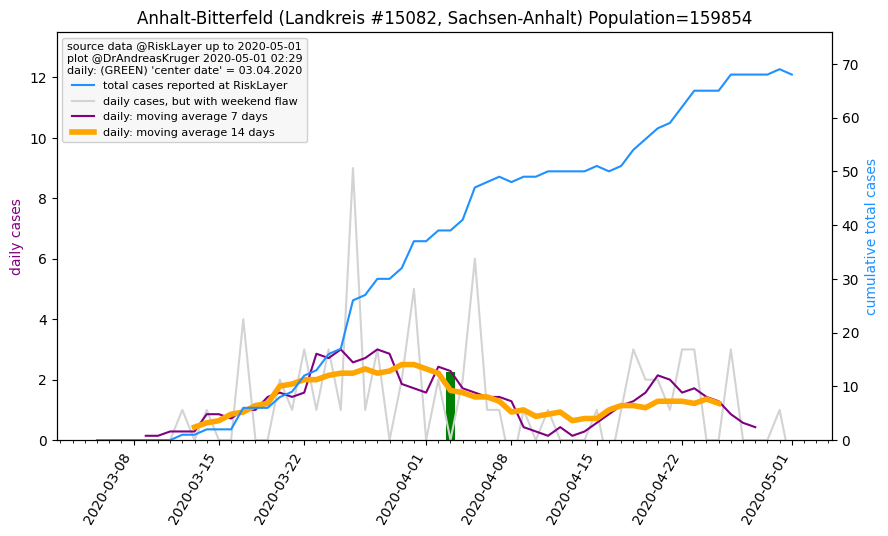 Anhalt-Bitterfeld (Landkreis #15082, Sachsen-Anhalt) Population=159854
source data @RiskLayer up to 2020-05-01
plot @DrAndreasKruger 2020-05-01 02:29
daily: (GREEN) 'center date' = 03.04.2020
total cases reported at RiskLayer
daily cases, but with weekend flaw
daily: moving average 7 days
daily: moving average 14 days
daily cases
12
10
8
6
4
2
0
70
60
50
40
30
20
10
0
cumulative total cases
2020-03-08
2020-03-15
2020-03-22
2020-04-01
2020-04-08
2020-04-15
2020-04-22
2020-05-01